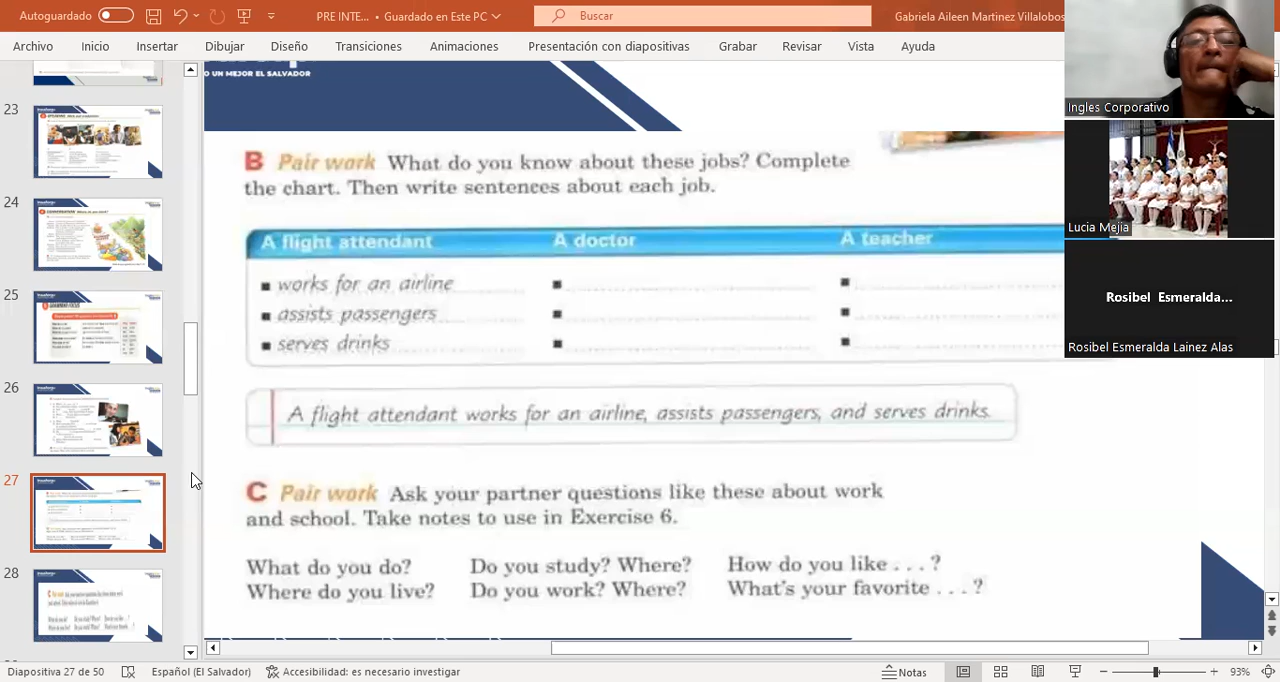 Autoguardado
PRE INTE... • Guardado en Este PC
Buscar
Gabriela Aileen Martinez Villalobos
Archivo Inicio Insertar Dibujar Diseño Transiciones Animaciones Presentación con diapositivas Grabar Revisar Vista Ayuda
O UN MEJOR EL SALVADOR
Ingles Corporativo
Lucia Mejia
Rosibel Esmeralda...
Rosibel Esmeralda Lainez Alas
23
24
25
26
27
28
B Pair work What do you know about these jobs? Complete
the chart. Then write sentences about each job.
A flight attendant A doctor A teacher
works for an airline
assists passengers
serves drinks
A flight attendant works for an airline, assists passengers, and serves drinks.
C Pair work Ask your partner questions like these about work
and school. Take notes to use in Exercise 6.
What do you do? Do you study? Where? How do you like . . . ?
Where do you live? Do you work? Where? What's your favorite . . . ?
Diapositiva 27 de 50 Español (El Salvador) Accesibilidad: es necesario investigar Notas 93%